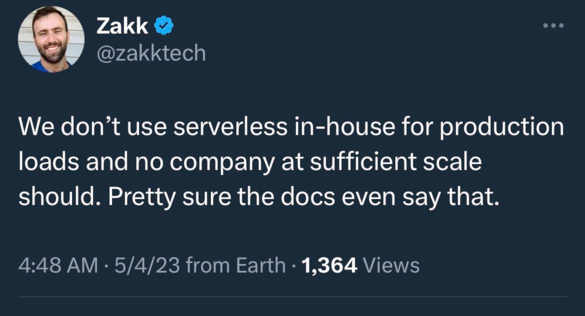 Zakk
@zakktech
We don’t use serverless in-house for production
loads and no company at sufficient scale
should. Pretty sure the docs even say that.
4:48 AM · 5/4/23 from Earth · 1,364 Views